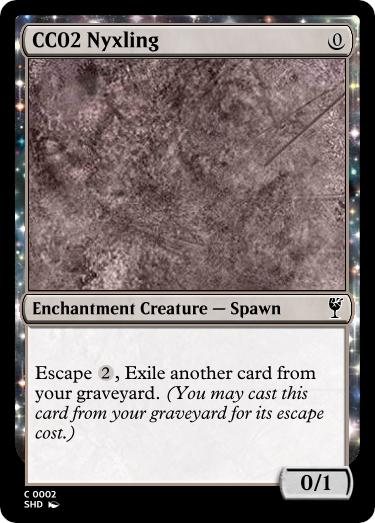 CC02 Nyxling 0
Enchantment Creature — Spawn
Escape 2, Exile another card from
your graveyard. (You may cast this
card from your graveyard for its escape
cost.)
0/1
C 0002
SHD